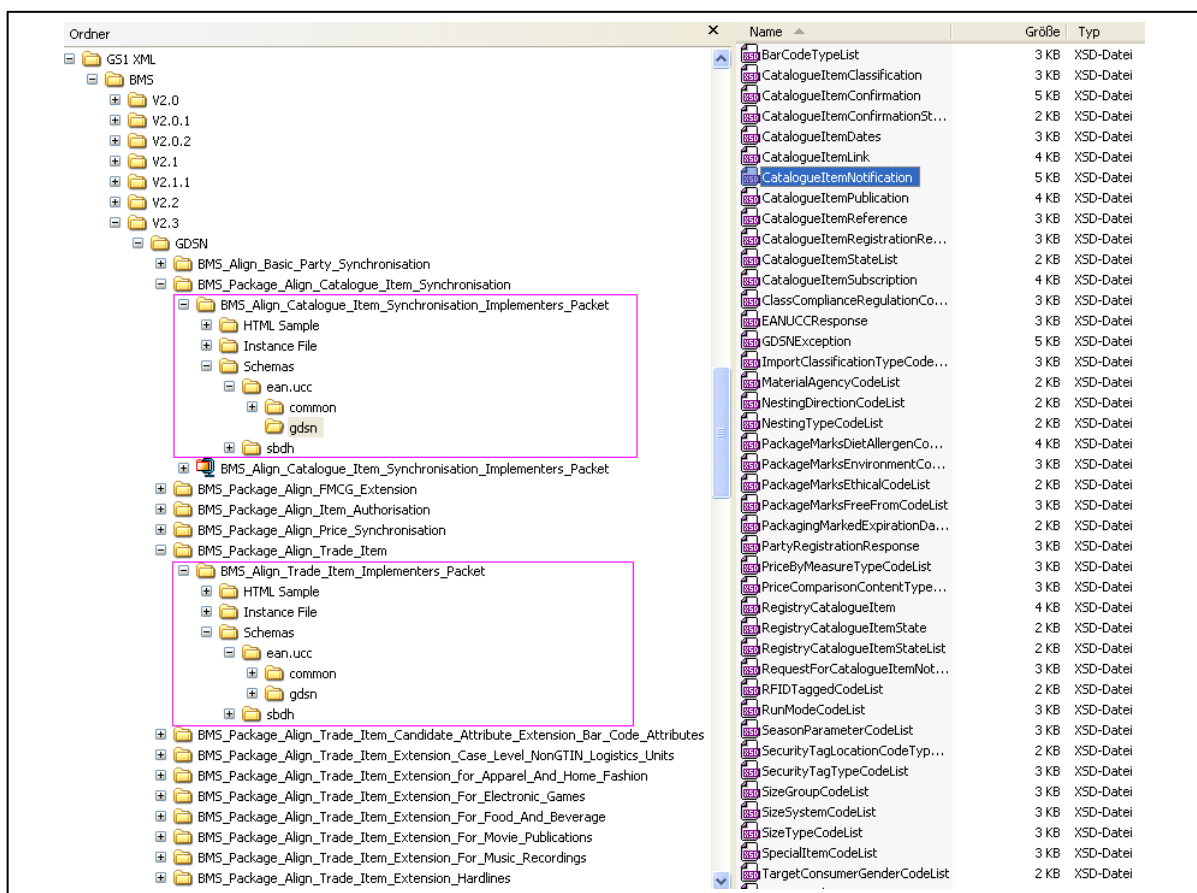 Ordner
GS1 XML
BMS
V2.0
V2.0.1
V2.0.2
V2.1
V2.1.1
V2.2
V2.3
GDSN
BMS_Align_Basic_Party_Synchronisation
BMS_Package_Align_Catalogue_Item_Synchronisation
BMS_Align_Catalogue_Item_Synchronisation_Implementers_Packet
HTML Sample
Instance File
Schemas
ean.ucc
common
gdsn
sbdh
BMS_Align_Catalogue_Item_Synchronisation_Implementers_Packet
BMS_Package_Align_FMCG_Extension
BMS_Package_Align_Item_Authorisation
BMS_Package_Align_Price_Synchronisation
BMS_Package_Align_Trade_Item
BMS_Align_Trade_Item_Implementers_Packet
HTML Sample
Instance File
Schemas
ean.ucc
common
gdsn
sbdh
BMS_Package_Align_Trade_Item_Candidate_Attribute_Extension_Bar_Code_Attributes
BMS_Package_Align_Trade_Item_Extension_Case_Level_NonGTIN_Logistics_Units
BMS_Package_Align_Trade_Item_Extension_for_Apparel_And_Home_Fashion
BMS_Package_Align_Trade_Item_Extension_For_Electronic_Games
BMS_Package_Align_Trade_Item_Extension_For_Food_And_Beverage
BMS_Package_Align_Trade_Item_Extension_For_Movie_Publications
BMS_Package_Align_Trade_Item_Extension_For_Music_Recordings
BMS_Package_Align_Trade_Item_Extension_Hardlines
Name Größe Typ
BarCodeTypeList 3 KB XSD-Datei
CatalogueItemClassification 3 KB XSD-Datei
CatalogueItemConfirmation 5 KB XSD-Datei
CatalogueItemConfirmationSt... 2 KB XSD-Datei
CatalogueItemDates 3 KB XSD-Datei
CatalogueItemLink 4 KB XSD-Datei
CatalogueItemNotification 5 KB XSD-Datei
CatalogueItemPublication 4 KB XSD-Datei
CatalogueItemReference 3 KB XSD-Datei
CatalogueItemRegistrationRe... 3 KB XSD-Datei
CatalogueItemStateList 2 KB XSD-Datei
CatalogueItemSubscription 4 KB XSD-Datei
ClassComplianceRegulationCo... 3 KB XSD-Datei
EANUCCResponse 3 KB XSD-Datei
GDSNException 5 KB XSD-Datei
ImportClassificationTypeCode... 3 KB XSD-Datei
MaterialAgencyCodeList 2 KB XSD-Datei
NestingDirectionCodeList 2 KB XSD-Datei
NestingTypeCodeList 2 KB XSD-Datei
PackageMarksDietAllergenCo... 4 KB XSD-Datei
PackageMarksEnvironmentCo... 3 KB XSD-Datei
PackageMarksEthicalCodeList 2 KB XSD-Datei
PackageMarksFreeFromCodeList 3 KB XSD-Datei
PackagingMarkedExpirationDa... 2 KB XSD-Datei
PartyRegistrationResponse 3 KB XSD-Datei
PriceByMeasureTypeCodeList 3 KB XSD-Datei
PriceComparisonContentType... 3 KB XSD-Datei
RegistryCatalogueItem 4 KB XSD-Datei
RegistryCatalogueItemState 2 KB XSD-Datei
RegistryCatalogueItemStateList 2 KB XSD-Datei
RequestForCatalogueItemNot... 3 KB XSD-Datei
RFIDTaggedCodeList 2 KB XSD-Datei
RunModeCodeList 3 KB XSD-Datei
SeasonParameterCodeList 3 KB XSD-Datei
SecurityTagLocationCodeTyp... 2 KB XSD-Datei
SecurityTagTypeCodeList 3 KB XSD-Datei
SizeGroupCodeList 3 KB XSD-Datei
SizeSystemCodeList 3 KB XSD-Datei
SizeTypeCodeList 3 KB XSD-Datei
SpecialItemCodeList 3 KB XSD-Datei
TargetConsumerGenderCodeList 2 KB XSD-Datei